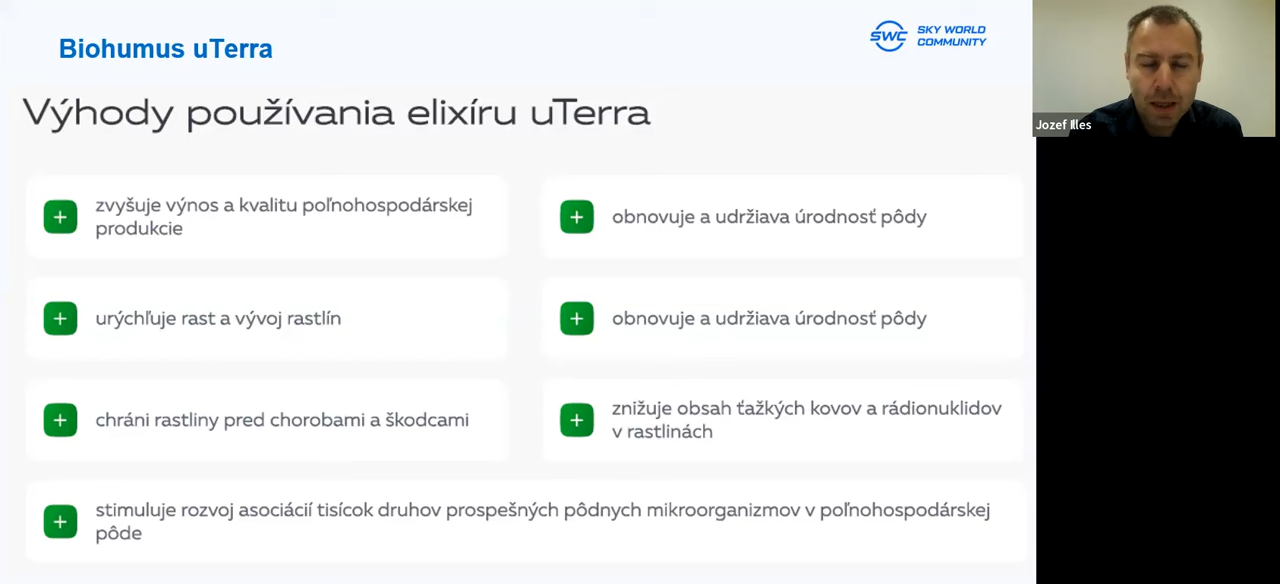 Biohumus uTerra
SWC SKY WORLD
COMMUNITY
Výhody používania elixíru uTerra
zvyšuje výnos a kvalitu poľnohospodárskej
produkcie
obnovuje a udržiava úrodnosť pôdy
urýchľuje rast a vývoj rastlín
obnovuje a udržiava úrodnosť pôdy
chráni rastliny pred chorobami a škodcami
znižuje obsah ťažkých kovov a rádionuklidov
v rastlinách
stimuluje rozvoj asociácií tisícok druhov prospešných pôdnych mikroorganizmov v poľnohospodárskej
pôde
Jozef Illes